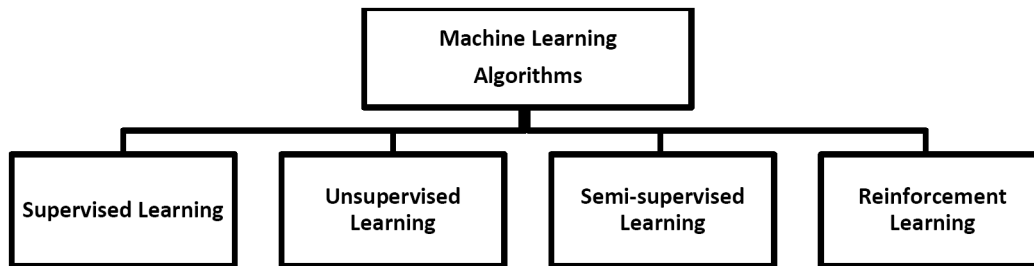 Machine Learning
Algorithms
Supervised Learning
Unsupervised
Learning
Semi-supervised
Learning
Reinforcement
Learning